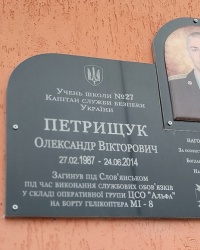 Учень школи №27
Капітан Служби безпеки
України
ПЕТРИЩУК
Олександр Вікторович
27.02.1987 - 24.06.2014
Загинув під Слов'янськом
під час виконання службових обов'язків
у складі оперативної групи ЦСО "Альфа"
на борту гелікоптера МІ - 8